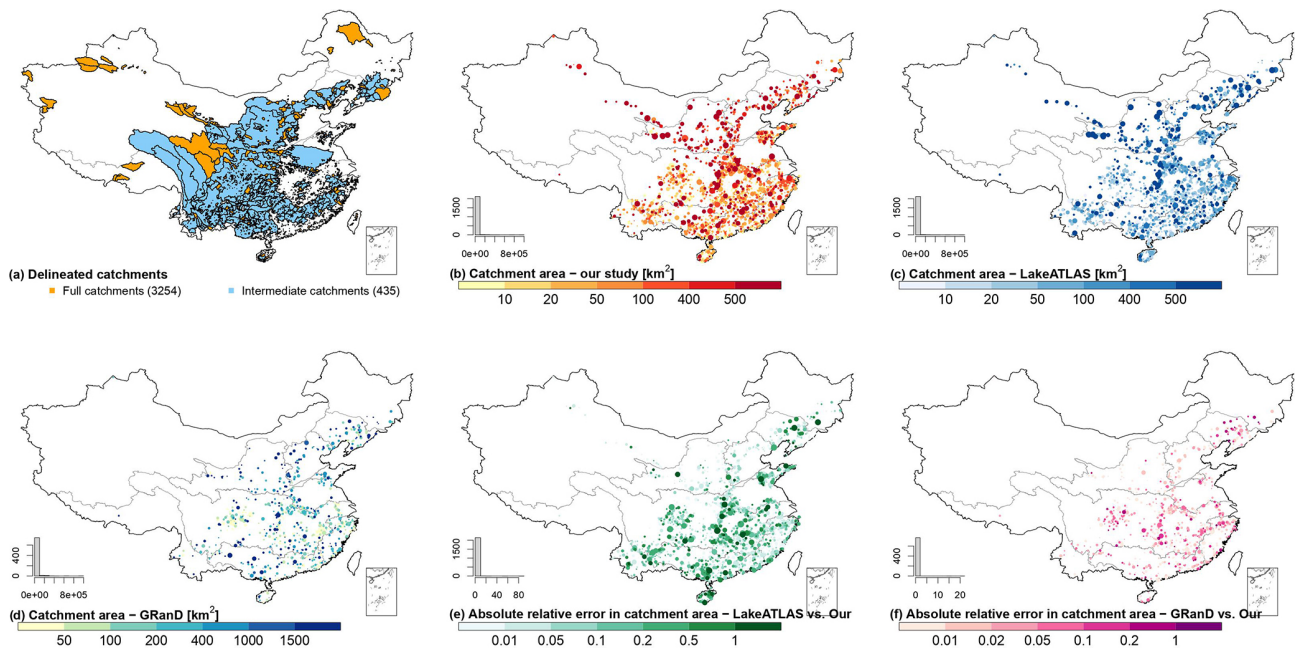 1500
0
0e+00 8e+05
1500
0
0e+00 8e+05
(a) Delineated catchments
Full catchments (3254) Intermediate catchments (435)
(b) Catchment area − our study [km²]
10 20 50 100 400 500
(c) Catchment area − LakeATLAS [km²]
10 20 50 100 400 500
400
0
0e+00 8e+05
1500
0
0 40 80
400
0
0 10 20
(d) Catchment area − GRanD [km²]
50 100 200 400 1000 1500
(e) Absolute relative error in catchment area − LakeATLAS vs. Our
0.01 0.05 0.1 0.2 0.5 1
(f) Absolute relative error in catchment area − GRanD vs. Our
0.01 0.02 0.05 0.1 0.2 1